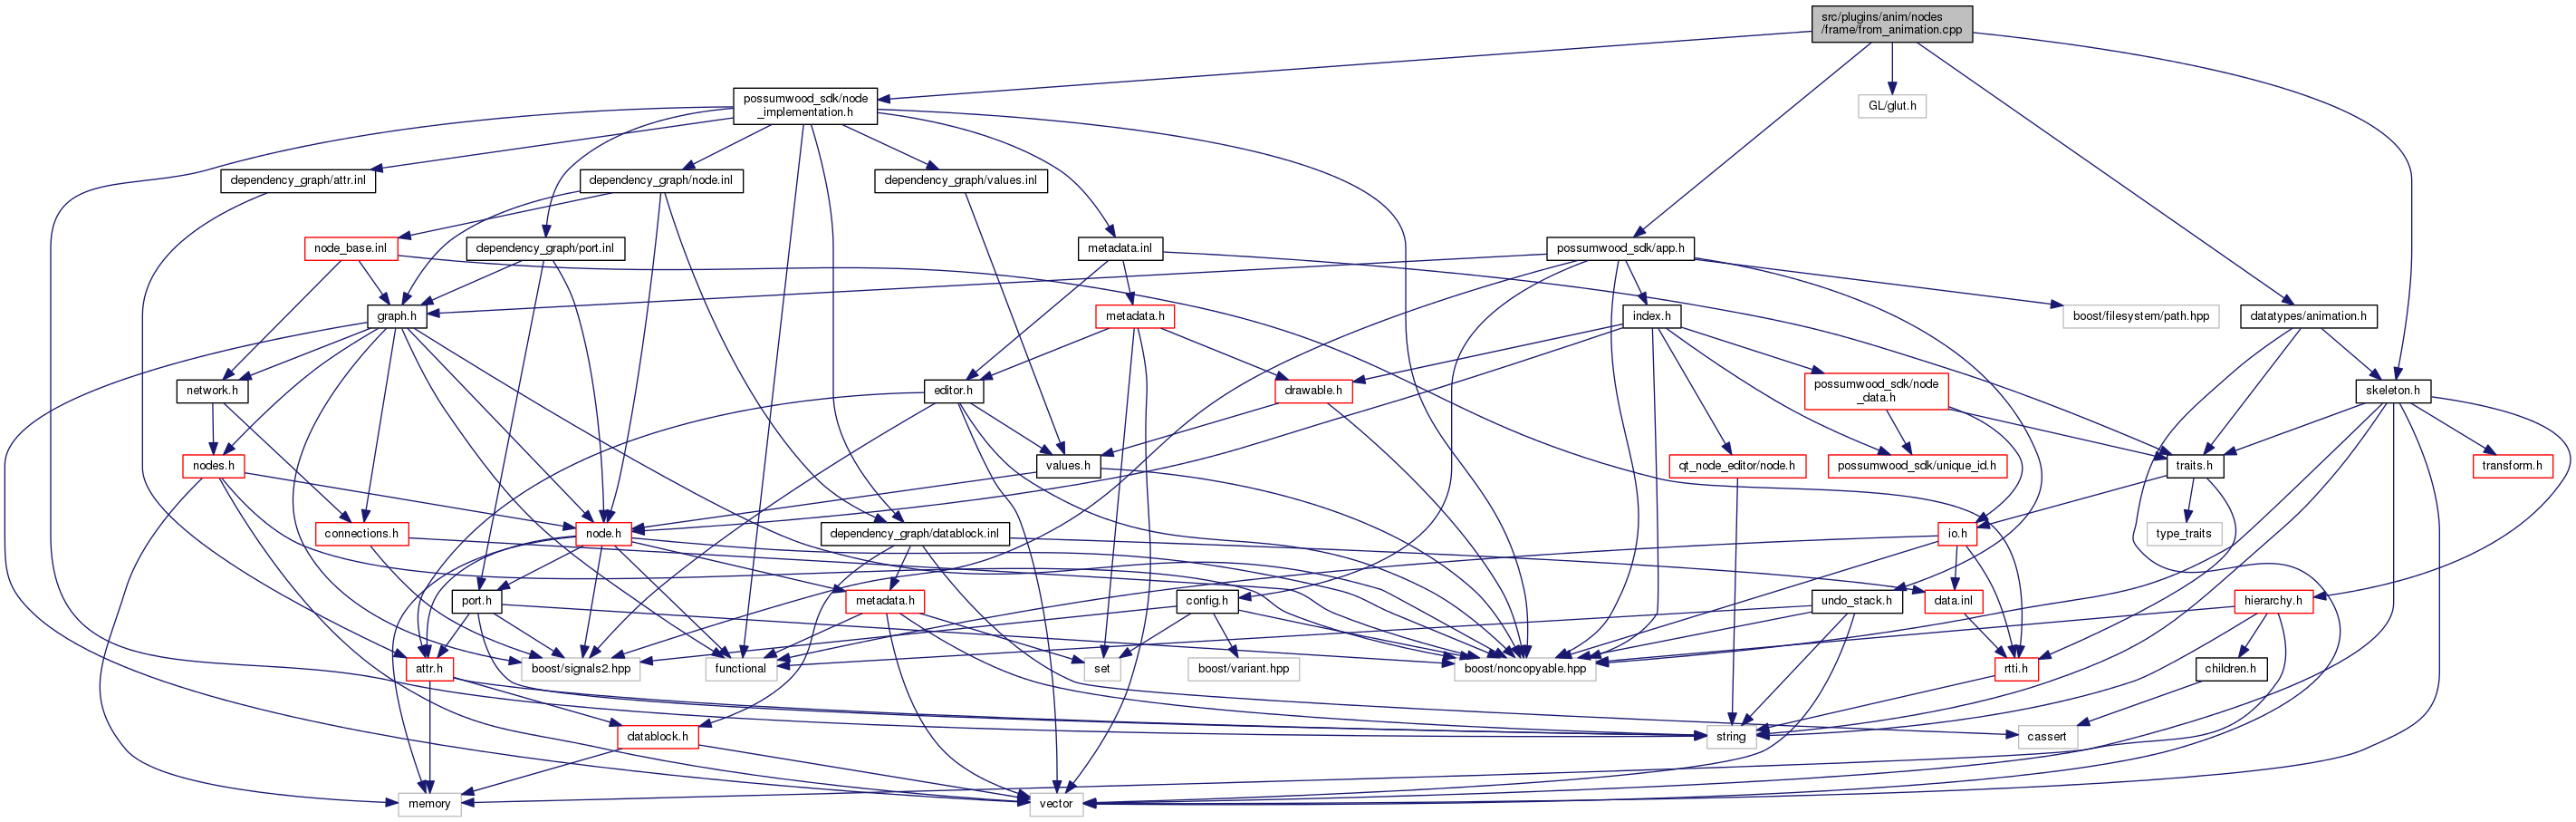 src/plugins/anim/nodes
/frame/from_animation.cpp
possumwood_sdk/node
_implementation.h
GL/glut.h
dependency_graph/attr.inl
dependency_graph/node.inl
dependency_graph/values.inl
node_base.inl
dependency_graph/port.inl
metadata.inl
possumwood_sdk/app.h
graph.h
metadata.h
index.h
boost/filesystem/path.hpp
datatypes/animation.h
network.h
editor.h
drawable.h
possumwood_sdk/node
_data.h
skeleton.h
nodes.h
values.h
qt_node_editor/node.h
possumwood_sdk/unique_id.h
traits.h
transform.h
connections.h
node.h
dependency_graph/datablock.inl
io.h
type_traits
port.h
metadata.h
config.h
undo_stack.h
data.inl
hierarchy.h
attr.h
boost/signals2.hpp
functional
set
boost/variant.hpp
boost/noncopyable.hpp
rtti.h
children.h
datablock.h
string
cassert
memory
vector